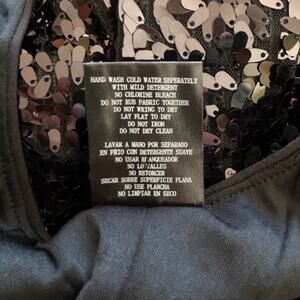 HAND WASH COLD WATER SEPERATELY
WITH MILD DETERGENT
NO CHLORINE BLEACH
DO NOT RUB FABRIC TOGETHER
DO NOT WRING TO DRY
LAY FLAT TO DRY
DO NOT IRON
DO NOT DRY CLEAN
LAVAR A MANO POR SEPARADO
EN FRIO CON DETERGENTE SUAVE
NO USAR BLANQUEADOR
NO
NO RETORCER
SECAR SOBRE SUPERFICIE PLANA
NO USE PLANCHA
NO LIMPIAR EN SECO